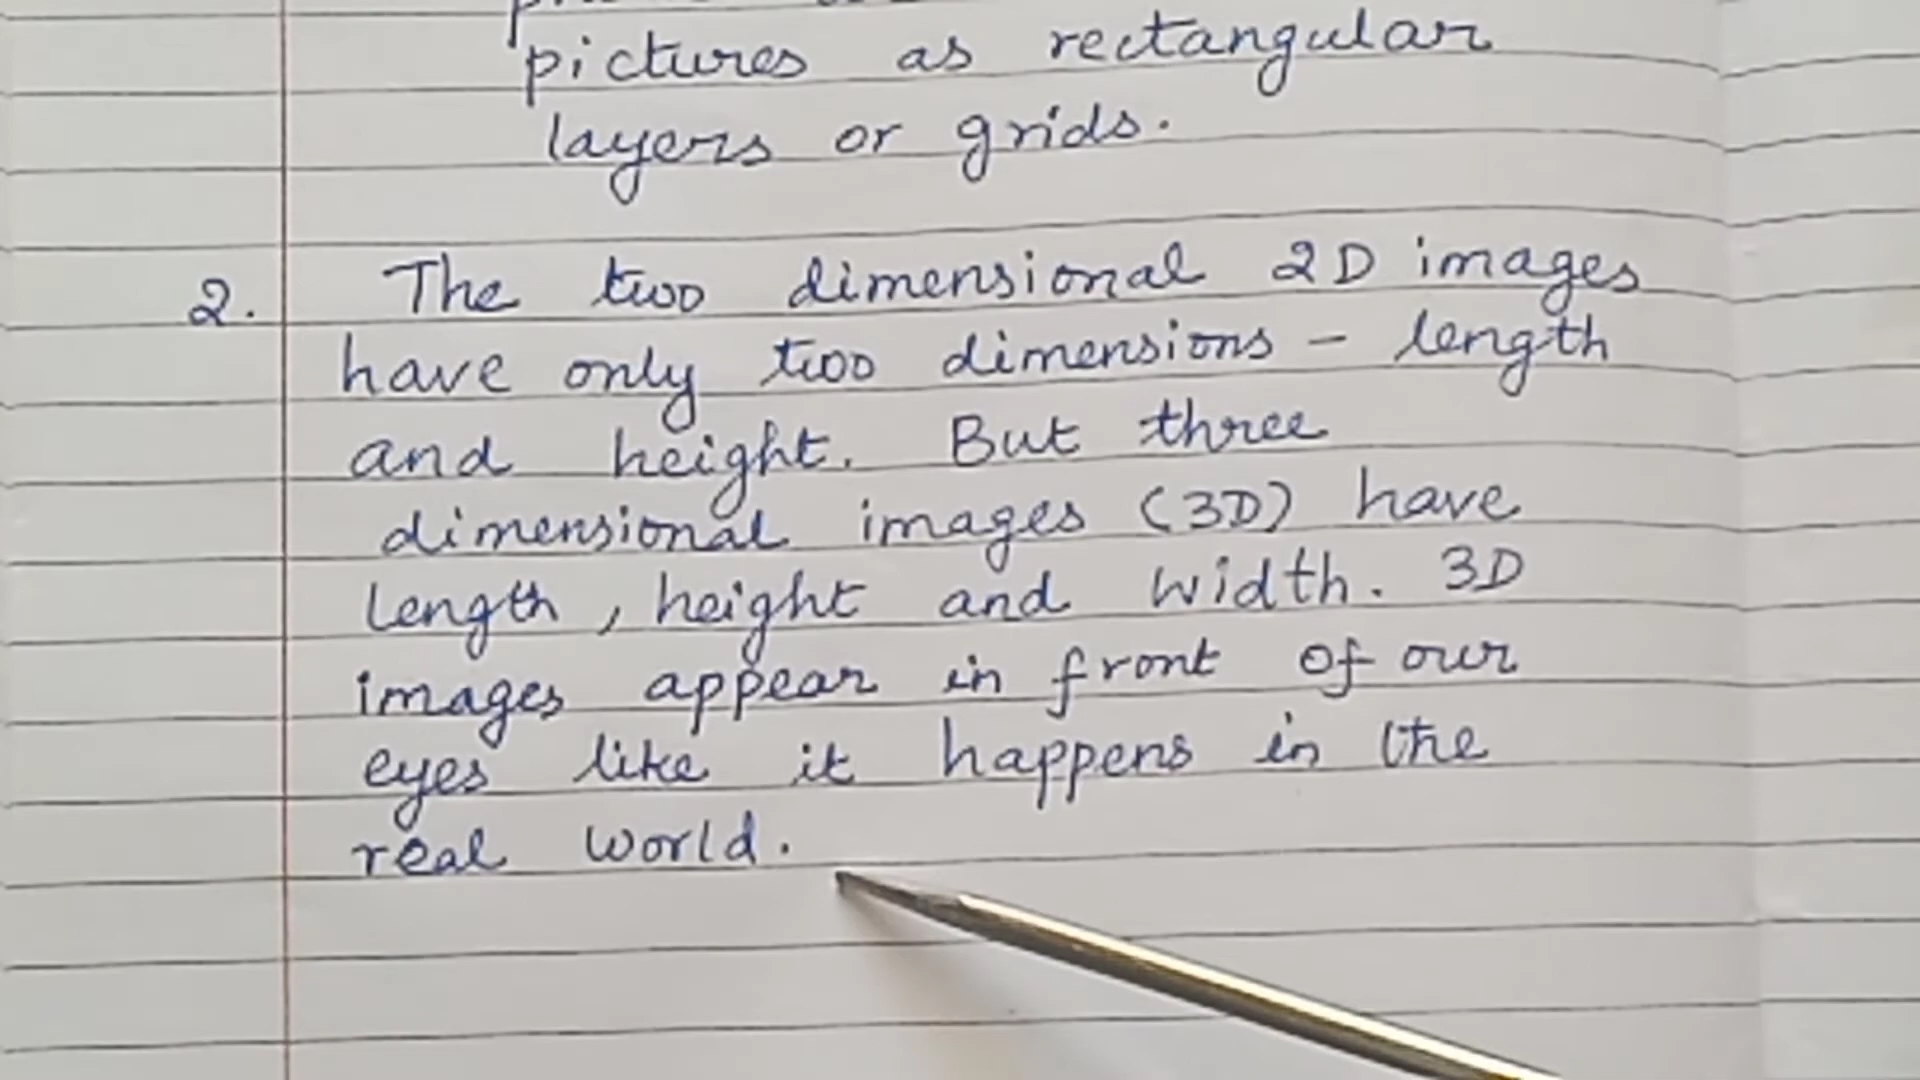 pictures as rectangular
layers or grids.
2. The two dimensional 2D images
have only two dimensions - length
and height. But three
dimensional images (3D) have
length, height and width. 3D
images appear in front of our
eyes like it happens in the
real world.